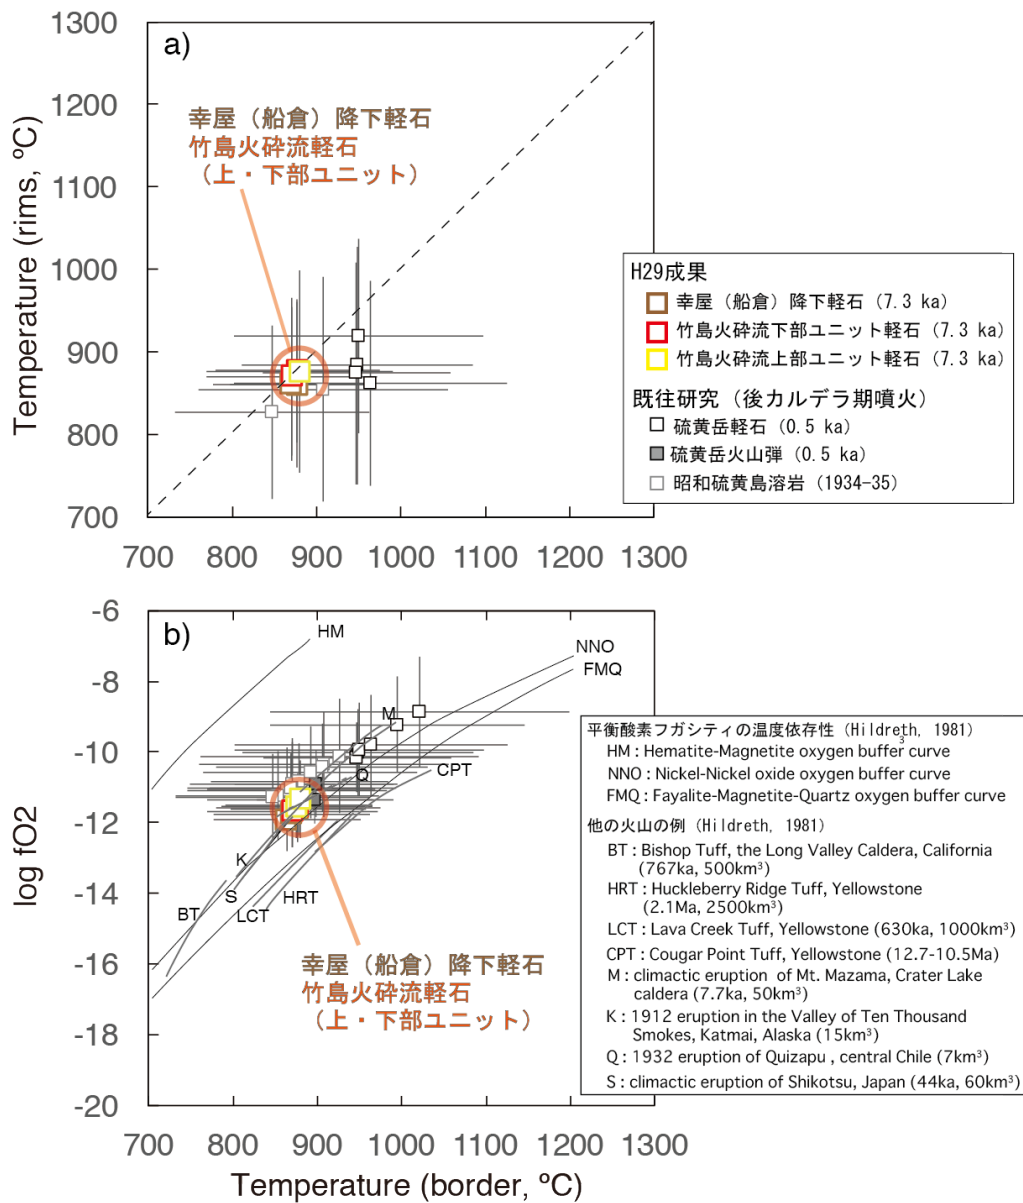 a)
1300
1200
1100
1000
900
800
700
Temperature (rims, ºC)
幸屋（船倉）降下軽石
竹島火砕流軽石
（上・下部ユニット）
700 800 900 1000 1100 1200 1300
H29成果
幸屋（船倉）降下軽石（7.3 ka）
竹島火砕流下部ユニット軽石（7.3 ka）
竹島火砕流上部ユニット軽石（7.3 ka）
既往研究（後カルデラ期噴火）
硫黄岳軽石（0.5 ka）
硫黄岳火山弾（0.5 ka）
昭和硫黄島溶岩（1934-35）
b)
-6
-8
-10
-12
-14
-16
-18
-20
log fO2
HM
NNO
FMQ
M
Q
CPT
K
S
BT
LCT
HRT
幸屋（船倉）降下軽石
竹島火砕流軽石
（上・下部ユニット）
700 800 900 1000 1100 1200 1300
Temperature (border, ºC)
平衡酸素フガシティの温度依存性（Hildreth, 1981）
3
HM : Hematite-Magnetite oxygen buffer curve
NNO : Nickel-Nickel oxide oxygen buffer curve
FMQ : Fayalite-Magnetite-Quartz oxygen buffer curve
他の火山の例（Hildreth, 1981）
BT : Bishop Tuff, the Long Valley Caldera, California
(767ka, 500km³)
HRT : Huckleberry Ridge Tuff, Yellowstone
(2.1Ma, 2500km³)
LCT : Lava Creek Tuff, Yellowstone (630ka, 1000km³)
CPT : Cougar Point Tuff, Yellowstone (12.7-10.5Ma)
M : climactic eruption of Mt. Mazama, Crater Lake
caldera (7.7ka, 50km³)
K : 1912 eruption in the Valley of Ten Thousand
Smokes, Katmai, Alaska (15km³)
Q : 1932 eruption of Quizapu , central Chile (7km³)
S : climactic eruption of Shikotsu, Japan (44ka, 60km³)